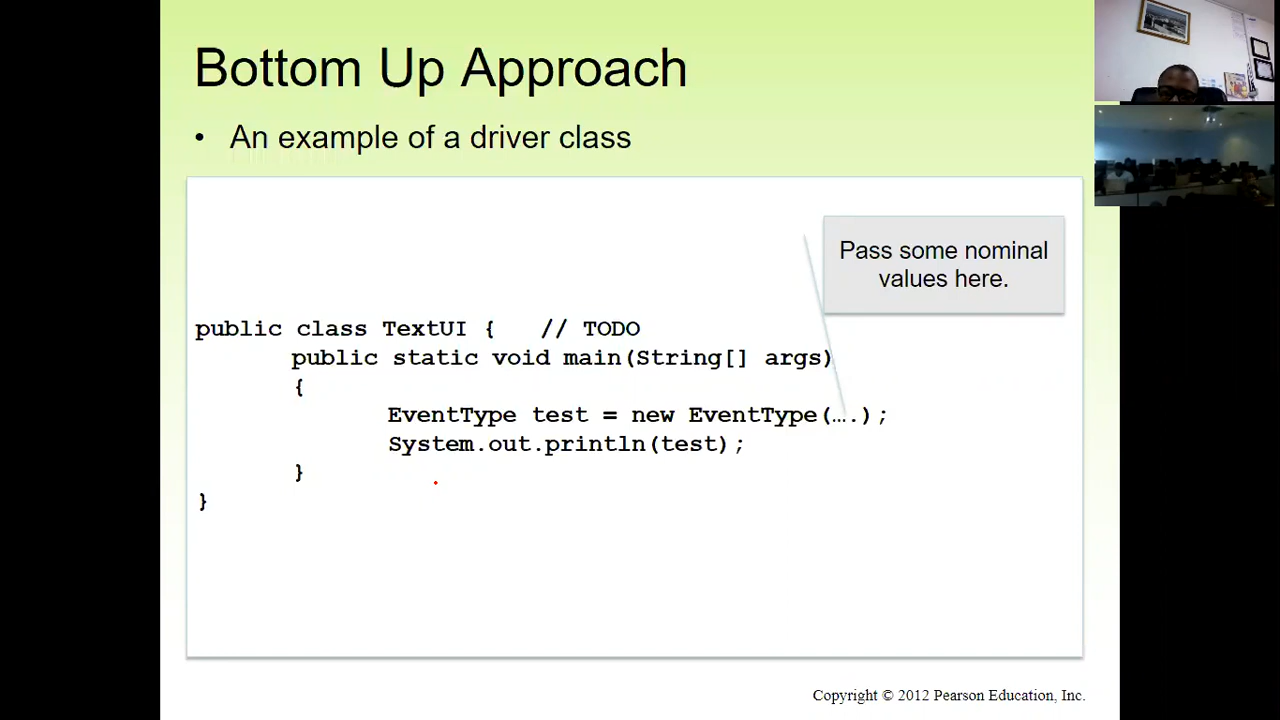 Bottom Up Approach
• An example of a driver class
Pass some nominal
values here.
public class TextUI {   // TODO
public static void main(String[] args)
{
EventType test = new EventType(….);
System.out.println(test);
}
}
Copyright © 2012 Pearson Education, Inc.